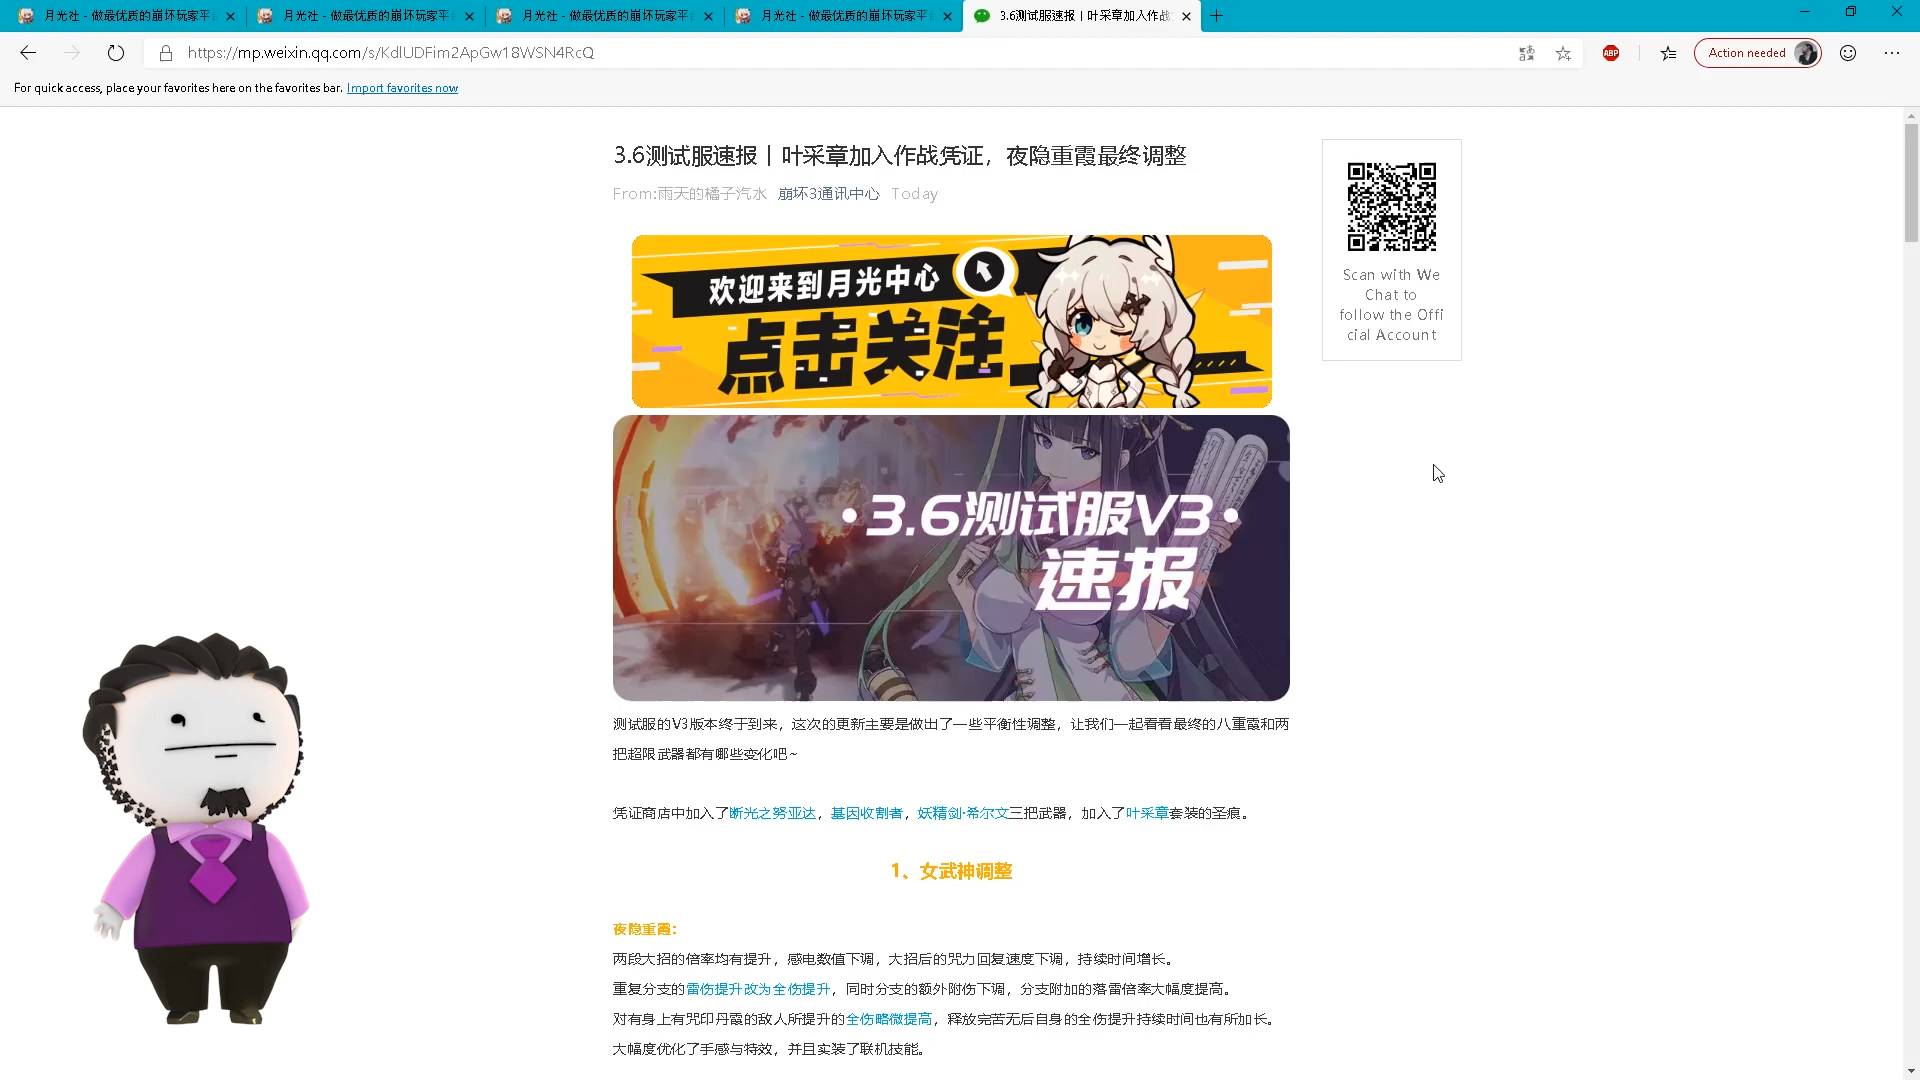 月光社 - 做最优质的崩坏玩家平台
月光社 - 做最优质的崩坏玩家平台
月光社 - 做最优质的崩坏玩家平台
月光社 - 做最优质的崩坏玩家平台
3.6测试服速报丨叶采章加入作战
https://mp.weixin.qq.com/s/KdlUDFim2ApGw18WSN4RcQ
ABP
Action needed
For quick access, place your favorites here on the favorites bar. Import favorites now
3.6测试服速报丨叶采章加入作战凭证，夜隐重霞最终调整
From:雨天的橘子汽水 崩坏3通讯中心 Today
欢迎来到月光中心
点击关注
Scan with We
Chat to
follow the Offi
cial Account
·3.6测试服V3·
速报
测试服的V3版本终于到来，这次的更新主要是做出了一些平衡性调整，让我们一起看看最终的八重霞和两
把超限武器都有哪些变化吧~
凭证商店中加入了断光之努亚达，基因收割者，妖精剑·希尔文三把武器，加入了叶采章套装的圣痕。
1、女武神调整
夜隐重霞：
两段大招的倍率均有提升，感电数值下调，大招后的咒力回复速度下调，持续时间增长。
重复分支的雷伤提升改为全伤提升，同时分支的额外附伤下调，分支附加的落雷倍率大幅度提高。
对有身上有咒印丹霞的敌人所提升的全伤略微提高，释放完苦无后自身的全伤提升持续时间也有所加长。
大幅度优化了手感与特效，并且实装了联机技能。